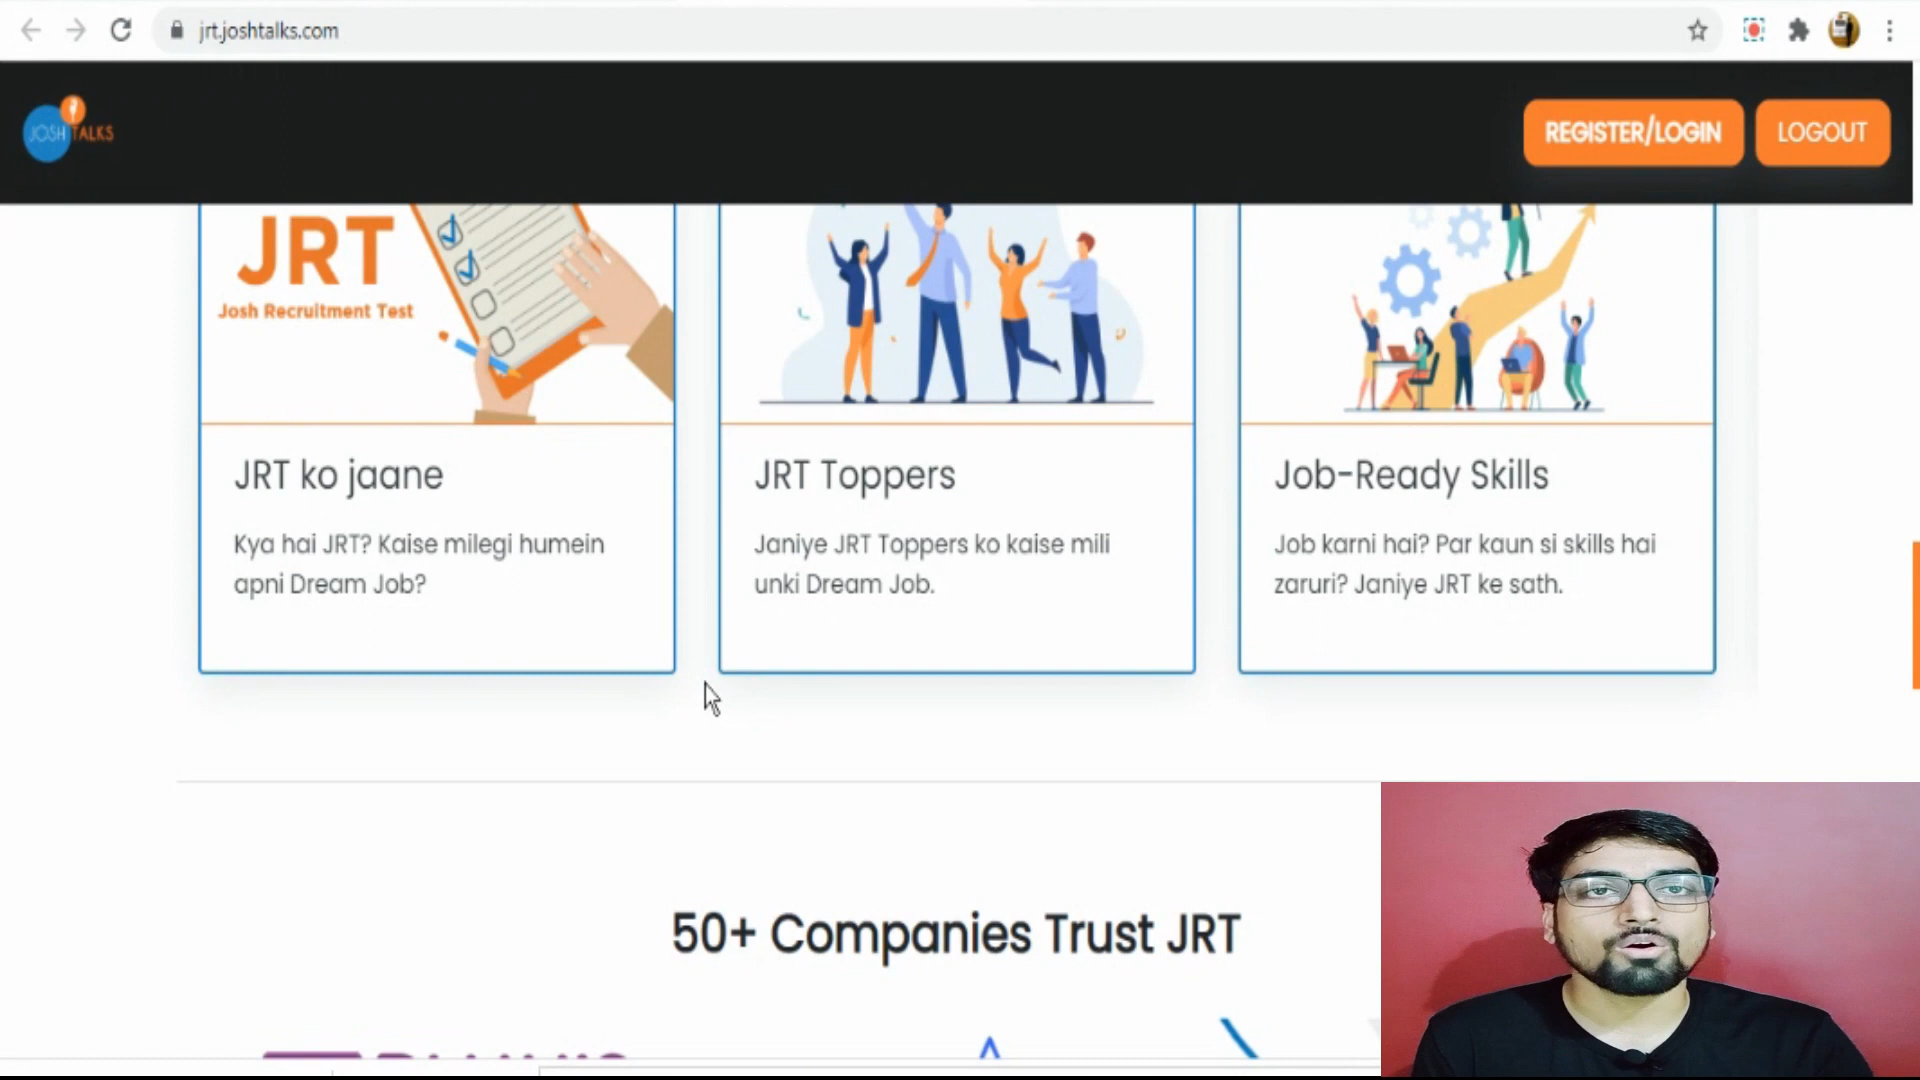 jrt.joshtalks.com
JOSH TALKS
REGISTER/LOGIN
LOGOUT
JRT
Josh Recruitment Test
JRT ko jaane
Kya hai JRT? Kaise milegi humein
apni Dream Job?
JRT Toppers
Janiye JRT Toppers ko kaise mili
unki Dream Job.
Job-Ready Skills
Job karni hai? Par kaun si skills hai
zaruri? Janiye JRT ke sath.
50+ Companies Trust JRT